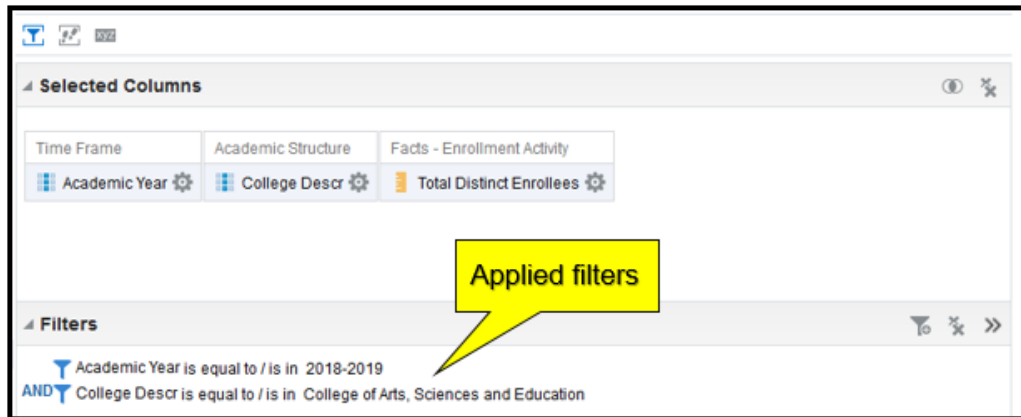 xyz
Selected Columns
Time Frame Academic Structure Facts - Enrollment Activity
Academic Year College Descr Total Distinct Enrollees
Applied filters
Filters
Academic Year is equal to / is in 2018-2019
AND College Descr is equal to / is in College of Arts, Sciences and Education